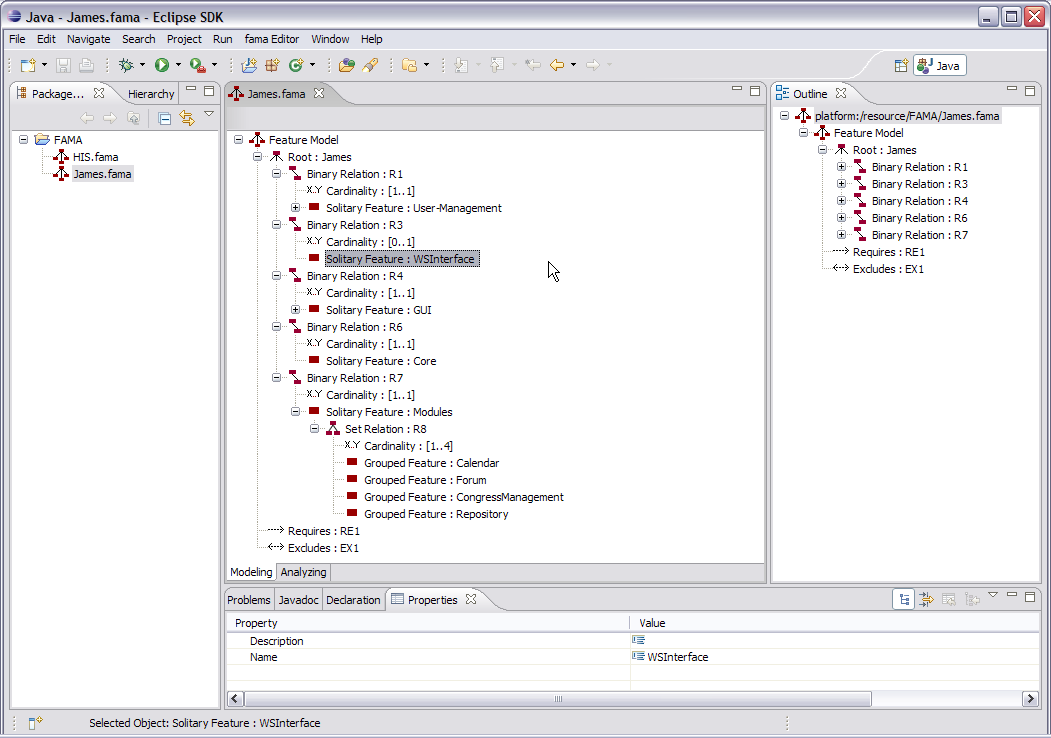 Java - James.fama - Eclipse SDK
File Edit Navigate Search Project Run fama Editor Window Help
Java
Package... Hierarchy
FAMA
HIS.fama
James.fama
James.fama
Feature Model
Root : James
Binary Relation : R1
X.Y Cardinality : [1..1]
Solitary Feature : User-Management
Binary Relation : R3
X.Y Cardinality : [0..1]
Solitary Feature : WSInterface
Binary Relation : R4
X.Y Cardinality : [1..1]
Solitary Feature : GUI
Binary Relation : R6
X.Y Cardinality : [1..1]
Solitary Feature : Core
Binary Relation : R7
X.Y Cardinality : [1..1]
Solitary Feature : Modules
Set Relation : R8
X.Y Cardinality : [1..4]
Grouped Feature : Calendar
Grouped Feature : Forum
Grouped Feature : CongressManagement
Grouped Feature : Repository
Requires : RE1
Excludes : EX1
Modeling Analyzing
Outline
platform:/resource/FAMA/James.fama
Feature Model
Root : James
Binary Relation : R1
Binary Relation : R3
Binary Relation : R4
Binary Relation : R6
Binary Relation : R7
Requires : RE1
Excludes : EX1
Problems Javadoc Declaration Properties
Property Value
Description
Name WSInterface
Selected Object: Solitary Feature : WSInterface